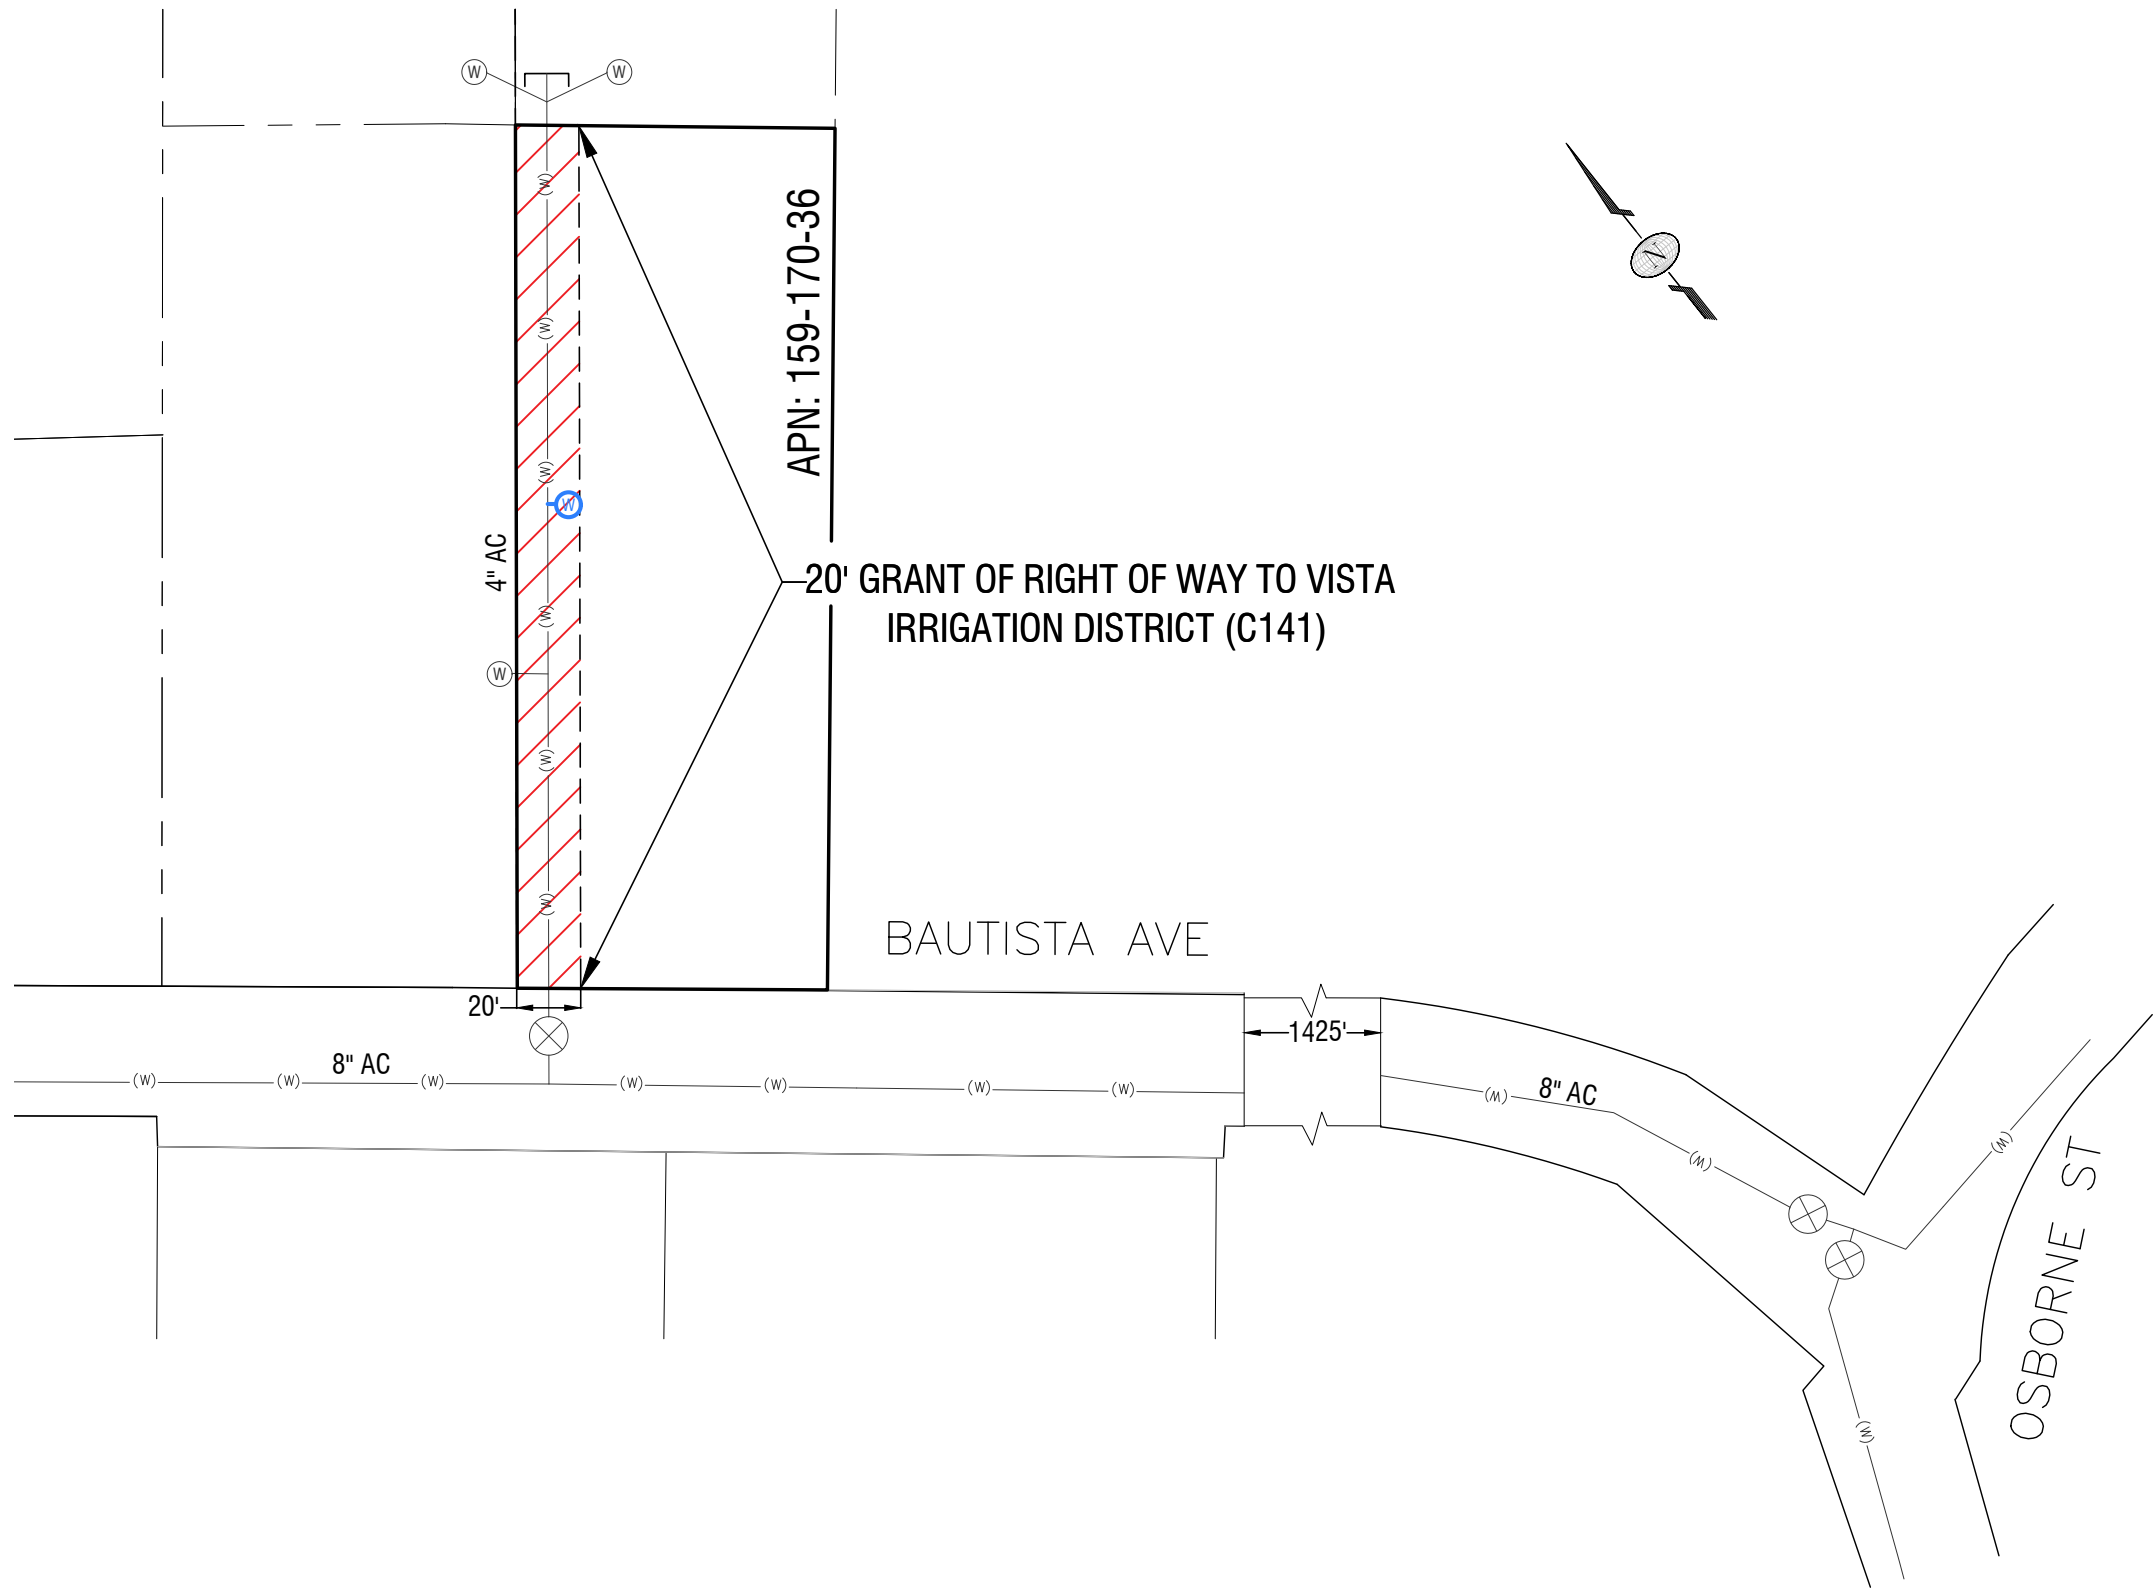 W
W
(W)
APN: 159-170-36
N
(W)
(W)
W
4" AC
20' GRANT OF RIGHT OF WAY TO VISTA
IRRIGATION DISTRICT (C141)
(W)
W
(W)
(W)
BAUTISTA AVE
20'
1425'
8" AC
(W)
(W)
(W)
(W)
(W)
(W)
(W)
(W)
8" AC
(W)
(W)
OSBORNE ST
(W)